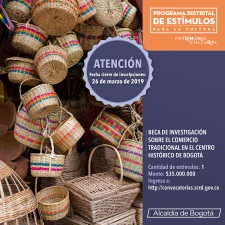 PROGRAMA DISTRITAL
DE ESTÍMULOS
PARA LA CULTURA
ATENCIÓN
Fecha cierre de inscripciones:
26 de marzo de 2019
BECA DE INVESTIGACIÓN
SOBRE EL COMERCIO
TRADICIONAL EN EL CENTRO
HISTÓRICO DE BOGOTÁ
Cantidad de estímulos: 1
Monto: $35.000.000
Ingresa a:
http://convocatorias.scrd.gov.co
Alcaldía de Bogotá